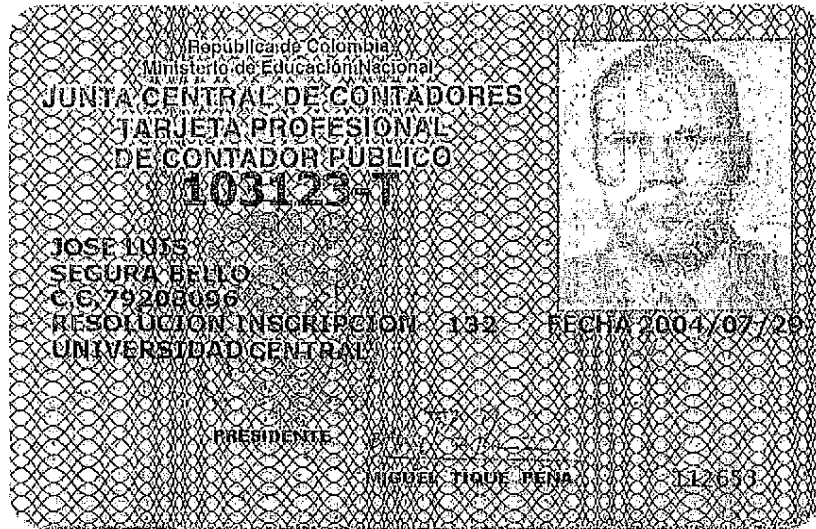 República de Colombia
Ministerio de Educación Nacional
JUNTA CENTRAL DE CONTADORES
TARJETA PROFESIONAL
DE CONTADOR PUBLICO
103123-T
JOSE LUIS
SEGURA BELLO
C.C. 79208096
RESOLUCION INSCRIPCION 132 FECHA 2004/07/29
UNIVERSIDAD CENTRAL
PRESIDENTE
MIGUEL TIQUE PEÑA
112653